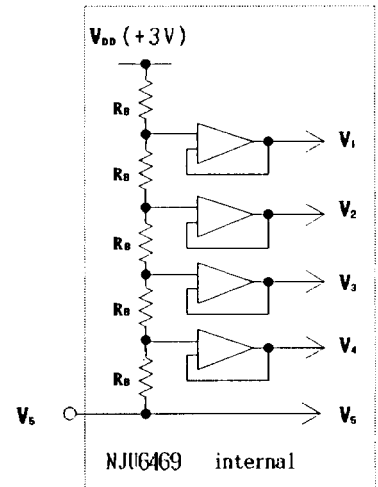 VDD (+3V)
RB
V1
RB
V2
RB
V3
RB
V4
RB
V5
V5
NJU6469 internal